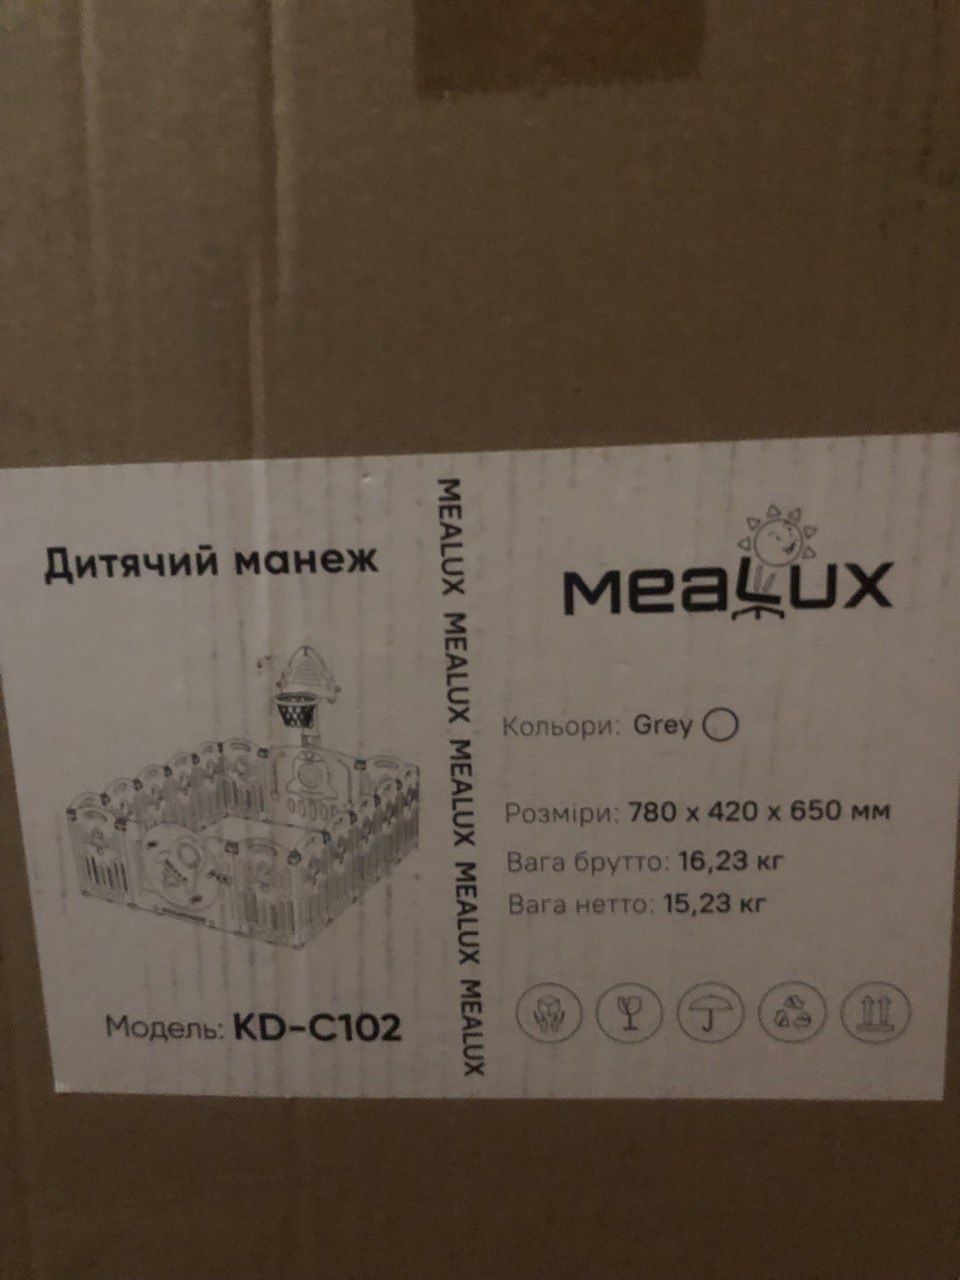 Дитячий манеж
Модель: KD-C102
MEALUX MEALUX MEALUX MEALUX MEALUX
меаLux
Кольори: Grey
Розміри: 780 x 420 x 650 мм
Вага брутто: 16,23 кг
Вага нетто: 15,23 кг